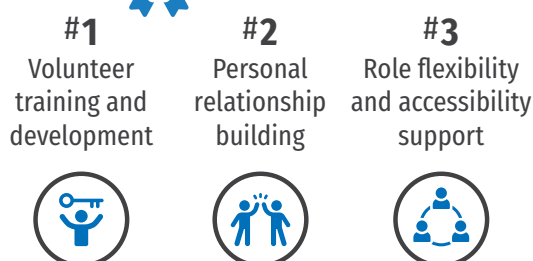 #1
Volunteer
training and
development
#2
Personal
relationship
building
#3
Role flexibility
and accessibility
support